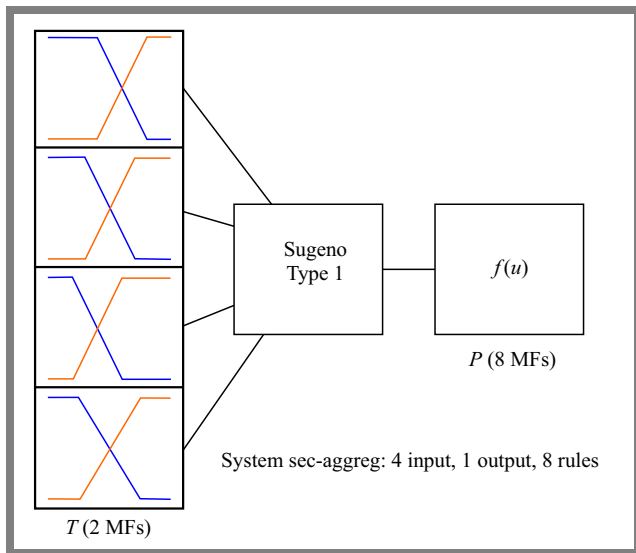 Sugeno
Type 1
f(u)
P (8 MFs)
System sec-aggreg: 4 input, 1 output, 8 rules
T (2 MFs)